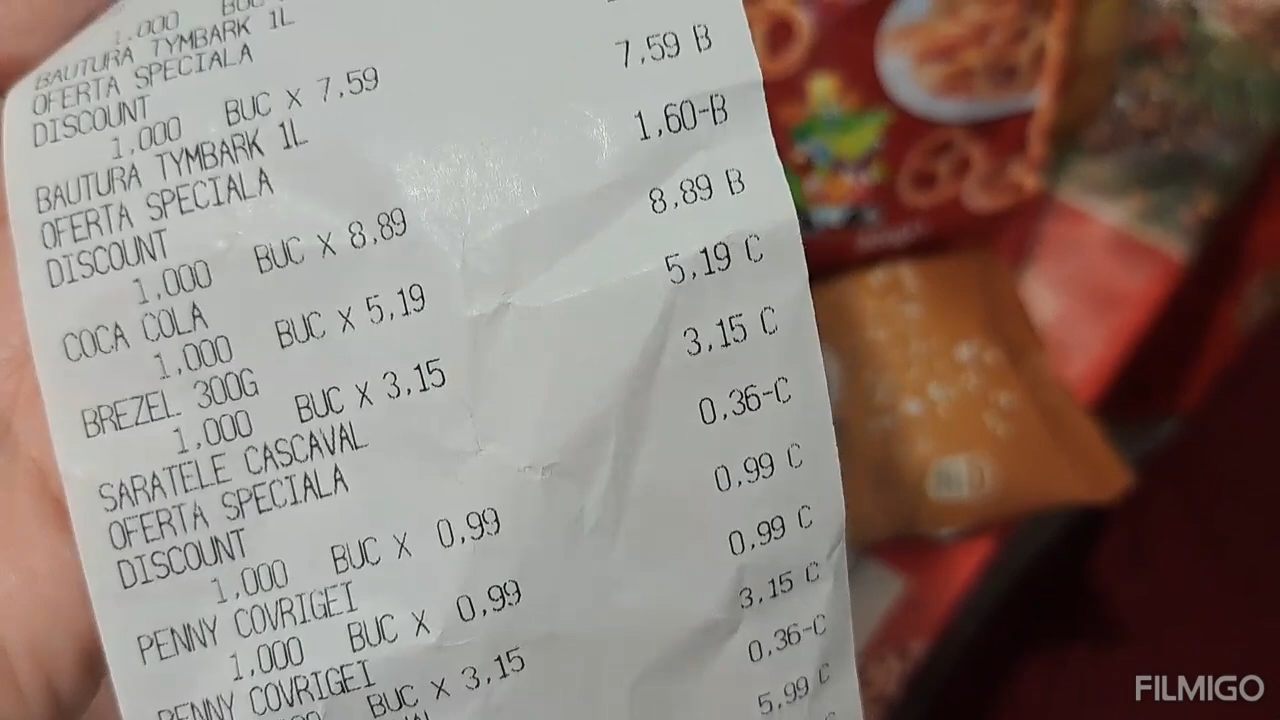 1.000 BUC
BAUTURA TYMBARK 1L
OFERTA SPECIALA
DISCOUNT
1,000 BUC X 7.59 7.59 B
BAUTURA TYMBARK 1L
OFERTA SPECIALA
DISCOUNT 1,60-B
1,000 BUC X 8.89
COCA COLA 8.89 B
1,000 BUC X 5.19
BREZEL 300G 5.19 C
1,000 BUC X 3.15
SARATELE CASCAVAL 3.15 C
OFERTA SPECIALA
DISCOUNT 0.36-C
1,000 BUC X 0.99
PENNY COVRIGEI 0.99 C
1,000 BUC X 0.99
PENNY COVRIGEI 0.99 C
BUC X 3.15
3.15 C
0.36-C
5.99 C
FILMIGO